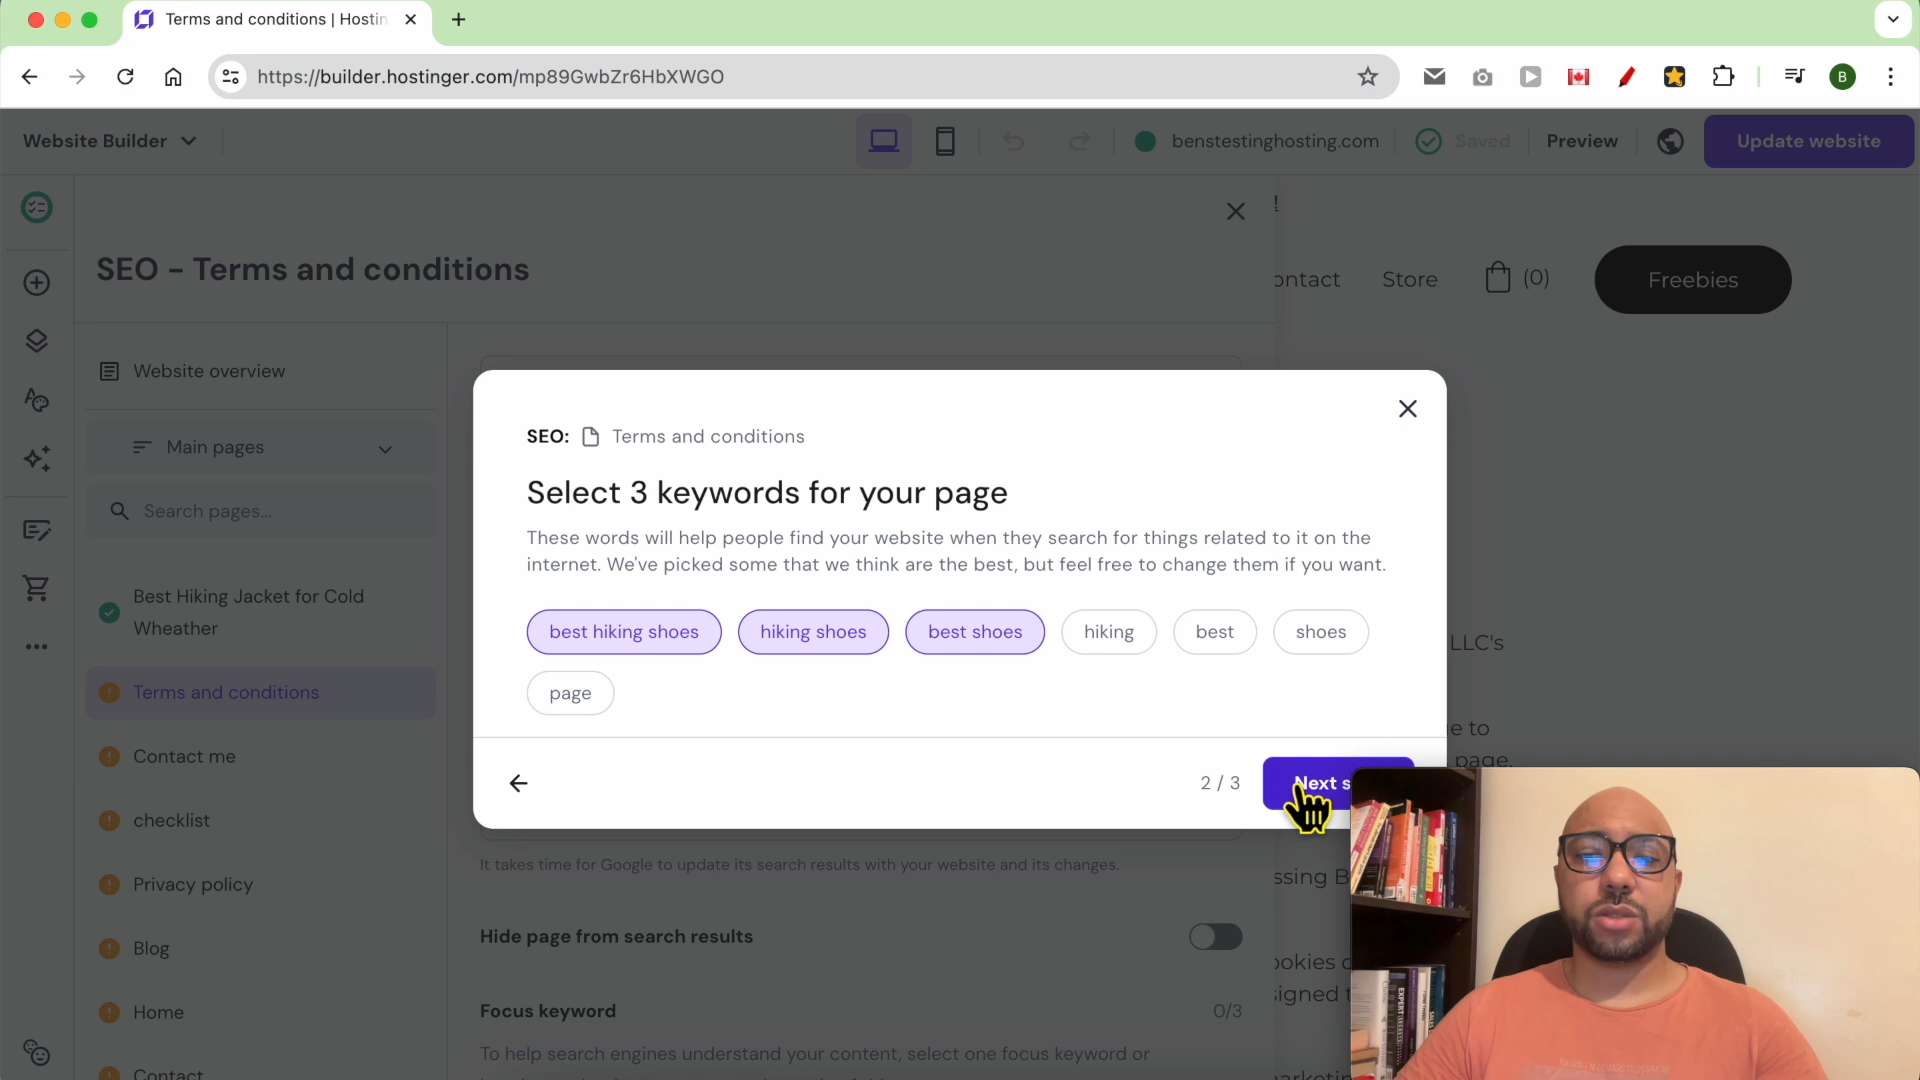 Terms and conditions | Hostin
https://builder.hostinger.com/mp89GwbZr6HbXWGO
B
Website Builder
benstestinghosting.com
Saved
Preview
Update website
SEO - Terms and conditions
!
ontact
Store
(0)
Freebies
Website overview
Main pages
Search pages...
Best Hiking Jacket for Cold
Wheather
Terms and conditions
Contact me
checklist
Privacy policy
Blog
Home
Contact
SEO: Terms and conditions
Select 3 keywords for your page
These words will help people find your website when they search for things related to it on the
internet. We've picked some that we think are the best, but feel free to change them if you want.
best hiking shoes
hiking shoes
best shoes
hiking
best
shoes
page
2 / 3
Next s
It takes time for Google to update its search results with your website and its changes.
Hide page from search results
Focus keyword
0/3
To help search engines understand your content, select one focus keyword or
LLC's
e to
page.
ssing B
ookies o
signed t
EXPERT